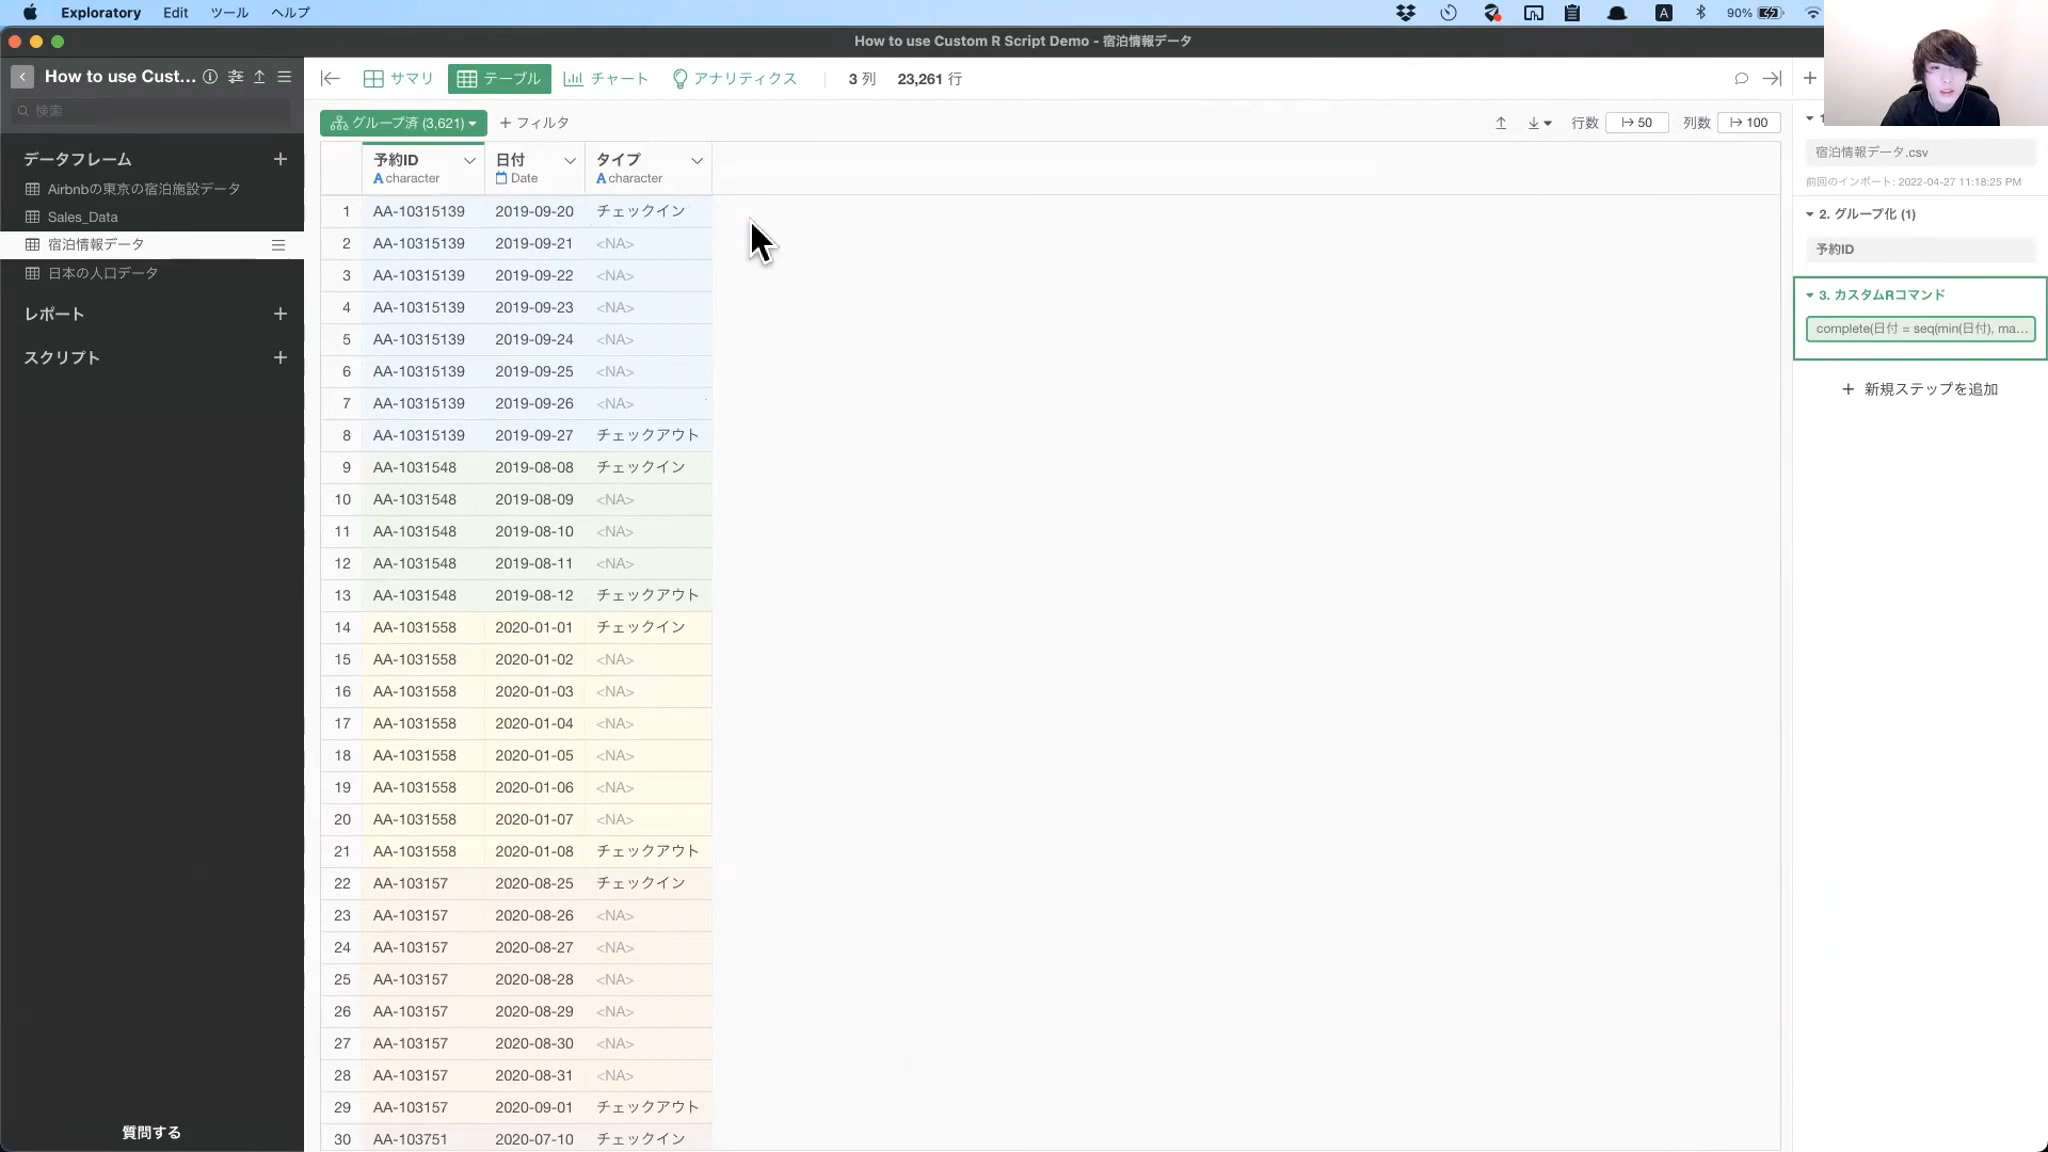 Exploratory Edit ツール ヘルプ A 90%
How to use Custom R Script Demo - 宿泊情報データ
How to use Cust...
検索
データフレーム
Airbnbの東京の宿泊施設データ
Sales_Data
宿泊情報データ
日本の人口データ
レポート
スクリプト
質問する
サマリ テーブル チャート アナリティクス 3 列 23,261 行
グループ済 (3,621) + フィルタ 行数 50 列数 100
予約ID 日付 タイプ
A character Date A character
1 AA-10315139 2019-09-20 チェックイン
2 AA-10315139 2019-09-21 <NA>
3 AA-10315139 2019-09-22 <NA>
4 AA-10315139 2019-09-23 <NA>
5 AA-10315139 2019-09-24 <NA>
6 AA-10315139 2019-09-25 <NA>
7 AA-10315139 2019-09-26 <NA>
8 AA-10315139 2019-09-27 チェックアウト
9 AA-1031548 2019-08-08 チェックイン
10 AA-1031548 2019-08-09 <NA>
11 AA-1031548 2019-08-10 <NA>
12 AA-1031548 2019-08-11 <NA>
13 AA-1031548 2019-08-12 チェックアウト
14 AA-1031558 2020-01-01 チェックイン
15 AA-1031558 2020-01-02 <NA>
16 AA-1031558 2020-01-03 <NA>
17 AA-1031558 2020-01-04 <NA>
18 AA-1031558 2020-01-05 <NA>
19 AA-1031558 2020-01-06 <NA>
20 AA-1031558 2020-01-07 <NA>
21 AA-1031558 2020-01-08 チェックアウト
22 AA-103157 2020-08-25 チェックイン
23 AA-103157 2020-08-26 <NA>
24 AA-103157 2020-08-27 <NA>
25 AA-103157 2020-08-28 <NA>
26 AA-103157 2020-08-29 <NA>
27 AA-103157 2020-08-30 <NA>
28 AA-103157 2020-08-31 <NA>
29 AA-103157 2020-09-01 チェックアウト
30 AA-103751 2020-07-10 チェックイン
宿泊情報データ.csv
前回のインポート: 2022-04-27 11:18:25 PM
2. グループ化 (1)
予約ID
3. カスタムRコマンド
complete(日付 = seq(min(日付), ma...
+ 新規ステップを追加